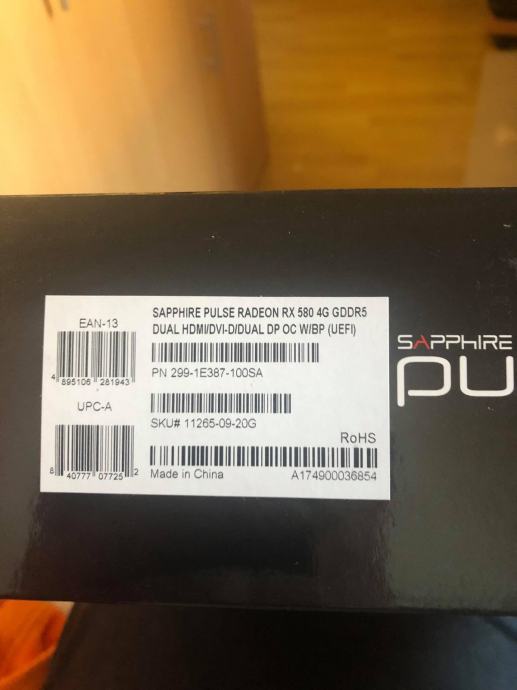 EAN-13
4 895106 281943
UPC-A
8 40777 07725 2
SAPPHIRE PULSE RADEON RX 580 4G GDDR5
DUAL HDMI/DVI-D/DUAL DP OC W/BP (UEFI)
PN 299-1E387-100SA
SKU# 11265-09-20G
RoHS
Made in China A174900036854
SAPPHIRE
PU